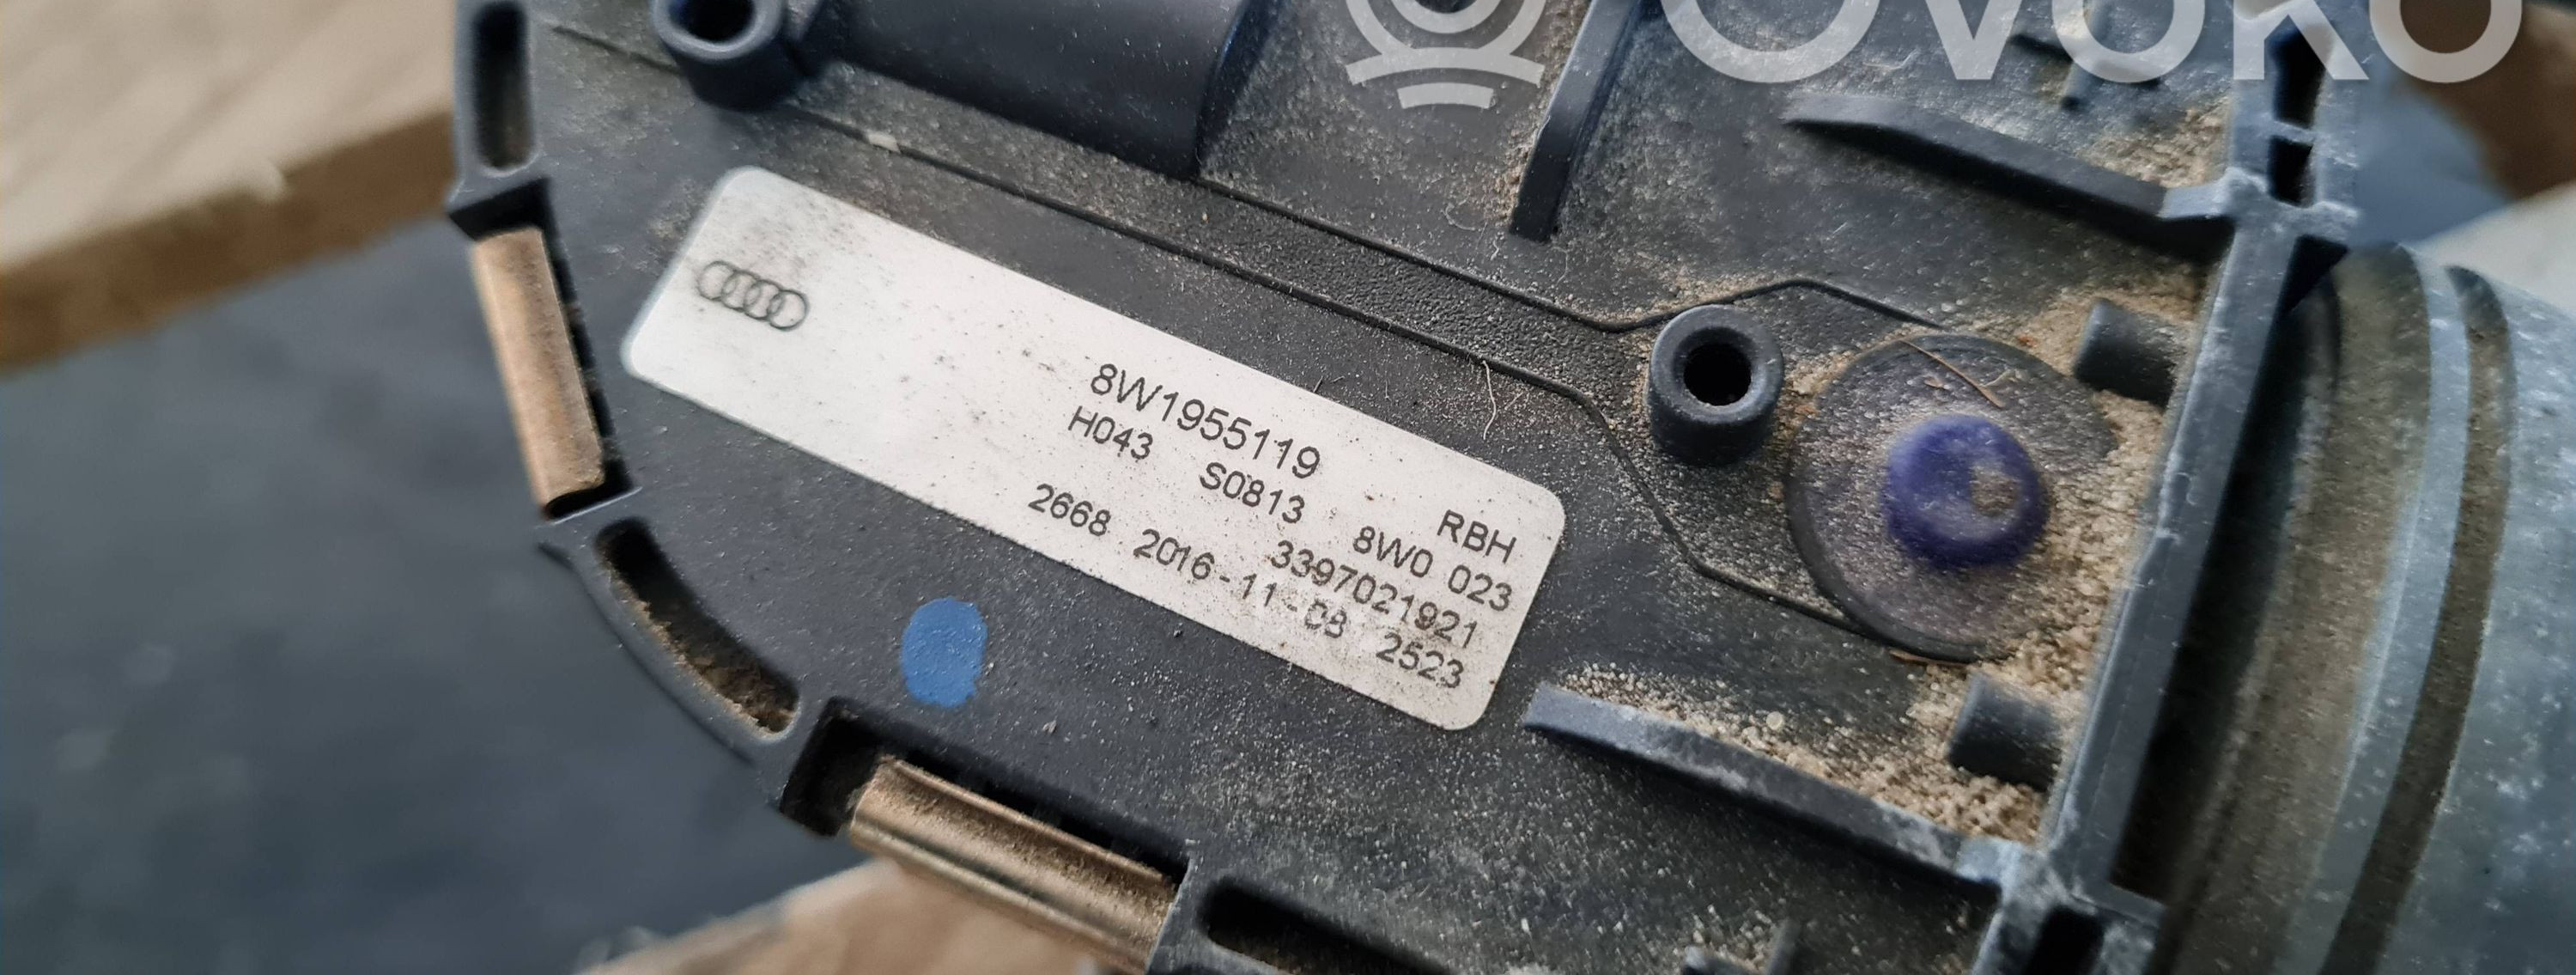 OVOKO
8W1955119 RBH
H043 S0813 8W0 023
3397021921
2668 2016-11-08 2523